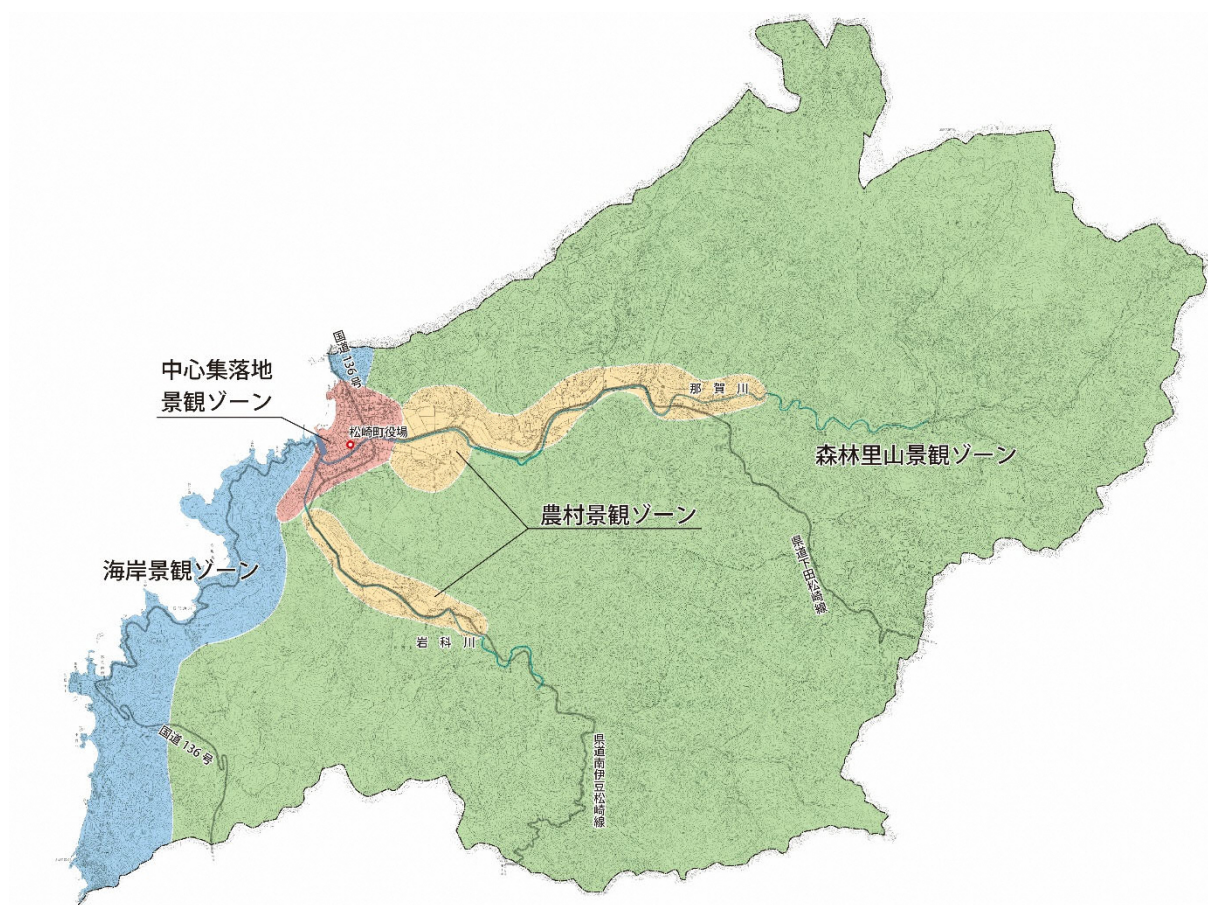 国道136号
中心集落地
景観ゾーン
松崎町役場
那賀川
森林里山景観ゾーン
農村景観ゾーン
県道下田松崎線
海岸景観ゾーン
岩科川
国道136号
県道南伊豆松崎線